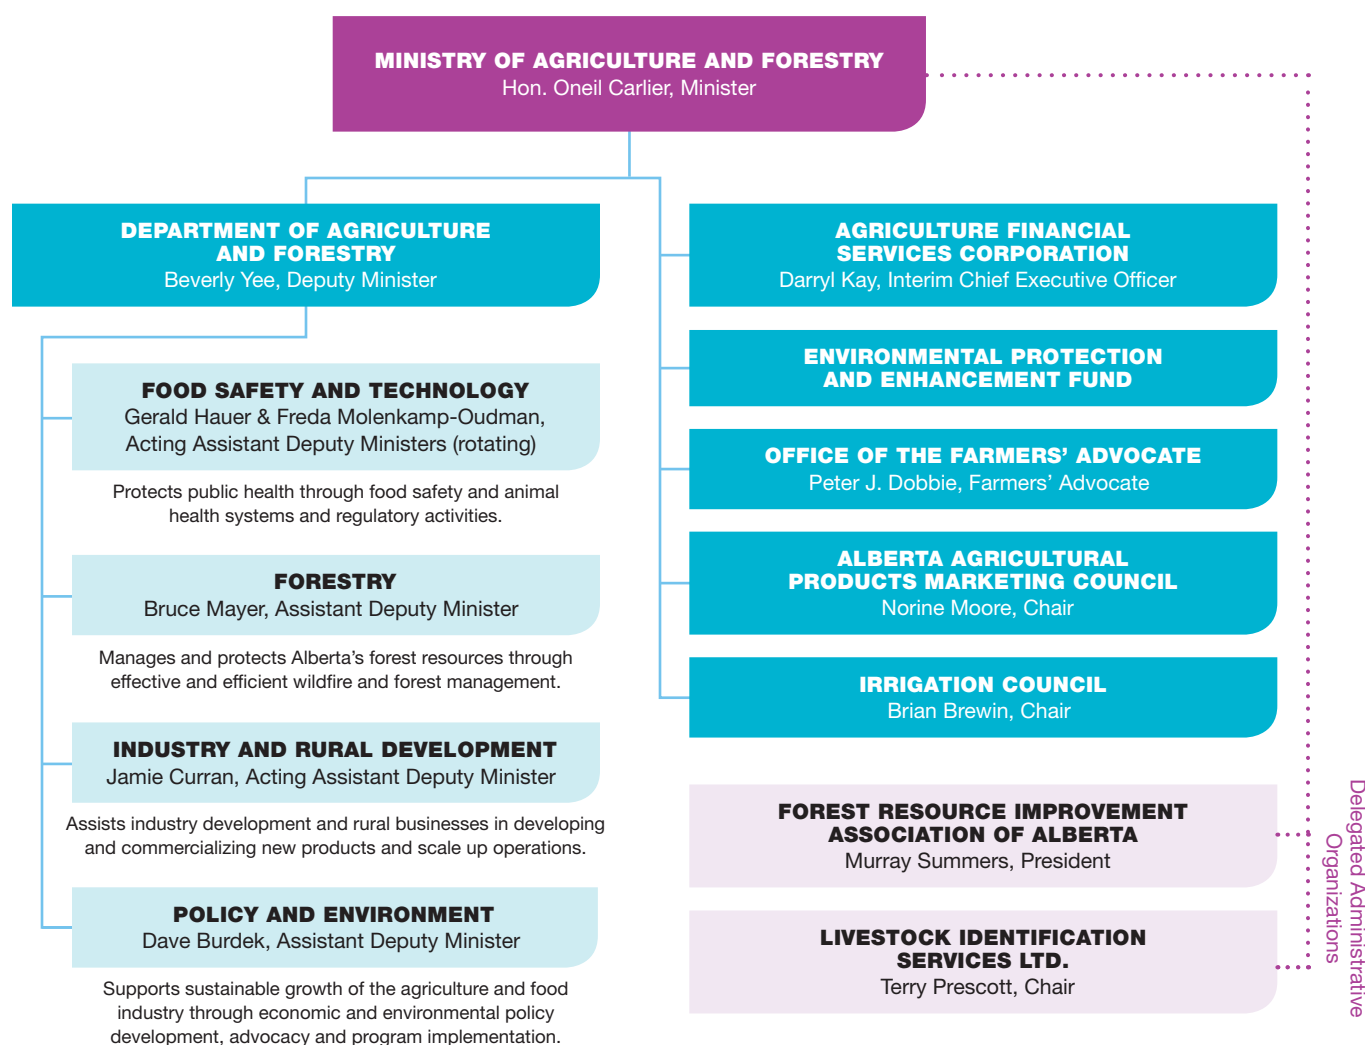 MINISTRY OF AGRICULTURE AND FORESTRY
Hon. Oneil Carlier, Minister
DEPARTMENT OF AGRICULTURE
AND FORESTRY
Beverly Yee, Deputy Minister
FOOD SAFETY AND TECHNOLOGY
Gerald Hauer & Freda Molenkamp-Oudman,
Acting Assistant Deputy Ministers (rotating)
Protects public health through food safety and animal
health systems and regulatory activities.
FORESTRY
Bruce Mayer, Assistant Deputy Minister
Manages and protects Alberta’s forest resources through
effective and efficient wildfire and forest management.
INDUSTRY AND RURAL DEVELOPMENT
Jamie Curran, Acting Assistant Deputy Minister
Assists industry development and rural businesses in developing
and commercializing new products and scale up operations.
POLICY AND ENVIRONMENT
Dave Burdek, Assistant Deputy Minister
Supports sustainable growth of the agriculture and food
industry through economic and environmental policy
development, advocacy and program implementation.
AGRICULTURE FINANCIAL
SERVICES CORPORATION
Darryl Kay, Interim Chief Executive Officer
ENVIRONMENTAL PROTECTION
AND ENHANCEMENT FUND
OFFICE OF THE FARMERS’ ADVOCATE
Peter J. Dobbie, Farmers’ Advocate
ALBERTA AGRICULTURAL
PRODUCTS MARKETING COUNCIL
Norine Moore, Chair
IRRIGATION COUNCIL
Brian Brewin, Chair
FOREST RESOURCE IMPROVEMENT
ASSOCIATION OF ALBERTA
Murray Summers, President
LIVESTOCK IDENTIFICATION
SERVICES LTD.
Terry Prescott, Chair
Delegated Administrative
Organizations